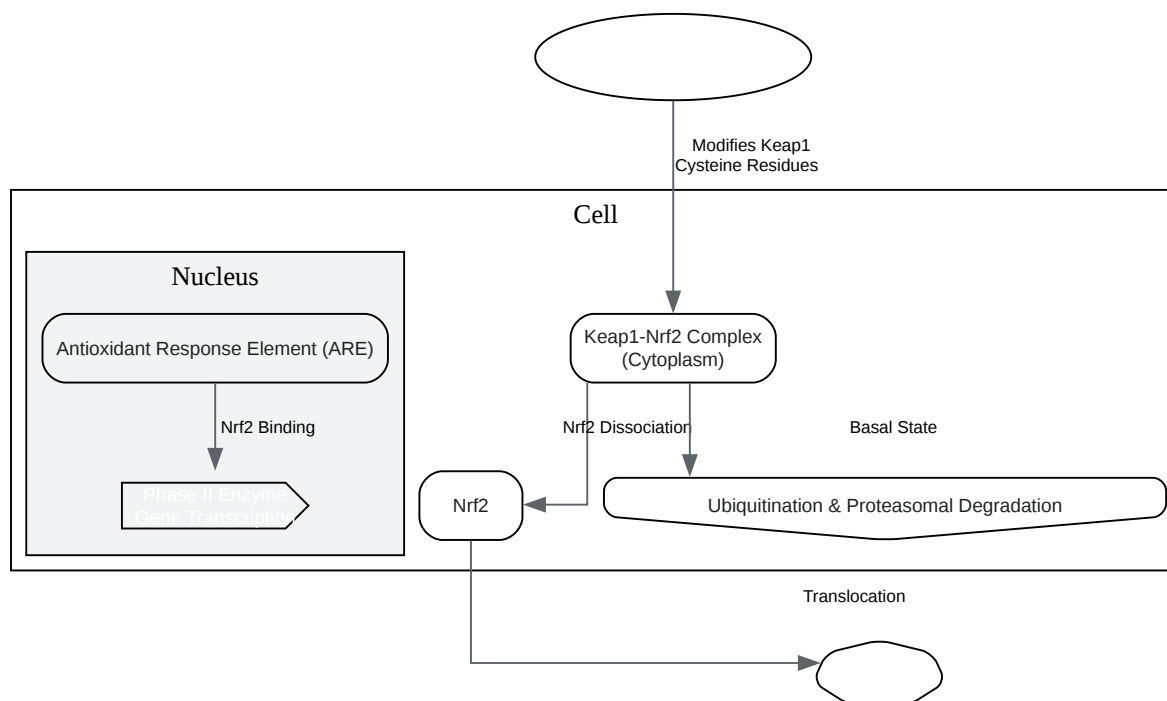 Modifies Keap1
Cysteine Residues
Cell
Nucleus
Antioxidant Response Element (ARE)
Keap1-Nrf2 Complex
(Cytoplasm)
Nrf2 Binding
Nrf2 Dissociation
Basal State
Phase II Enzyme
Gene Transcription
Nrf2
Ubiquitination & Proteasomal Degradation
Translocation